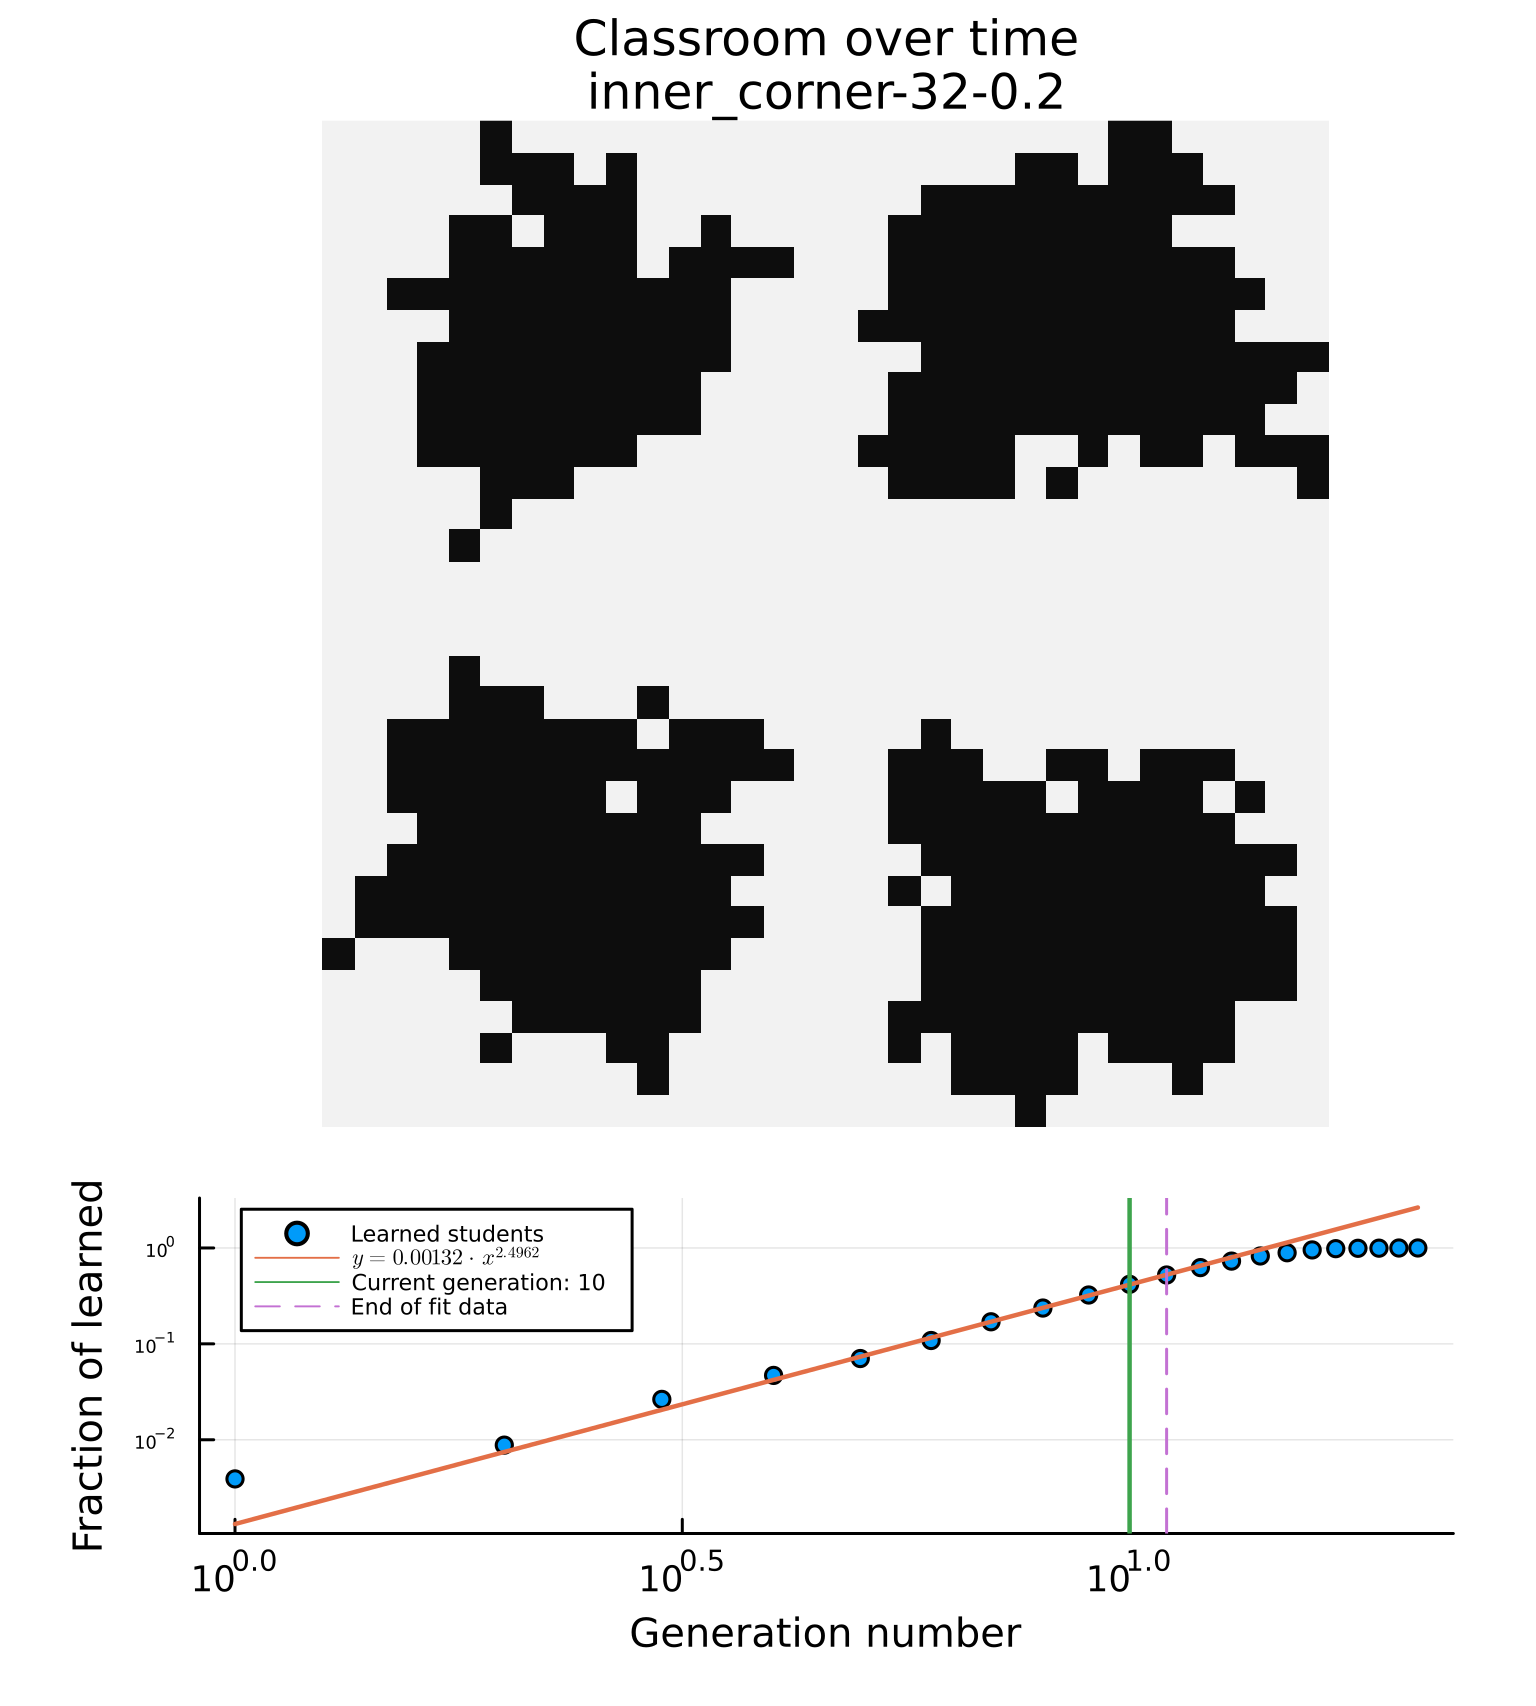 Classroom over time
inner_corner-32-0.2
Fraction of learned
10^0
10^-1
10^-2
Learned students
y = 0.00132 · x^2.4962
Current generation: 10
End of fit data
10^0.0 10^0.5 10^1.0
Generation number